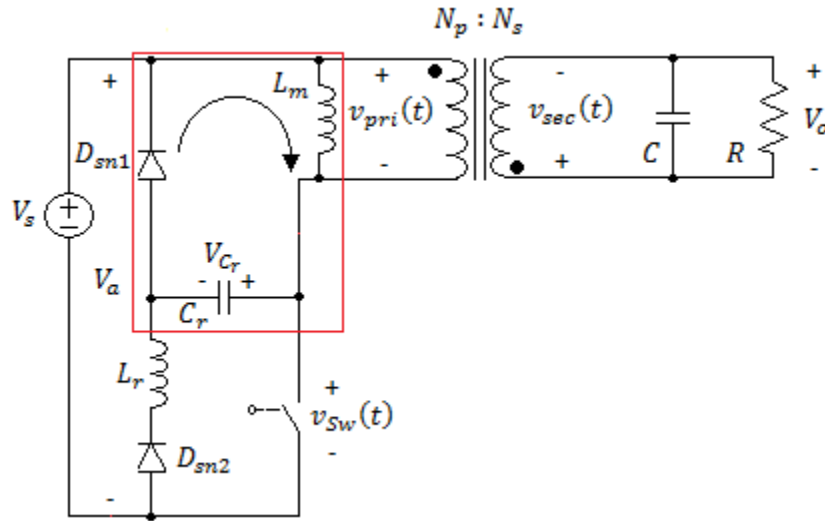 N_p : N_s
+ + - +
L_m
v_pri(t) v_sec(t)
D_sn1 C R V_o
- + -
V_s + -
V_a V_Cr
- +
C_r
L_r
+
v_Sw(t)
D_sn2 -
-